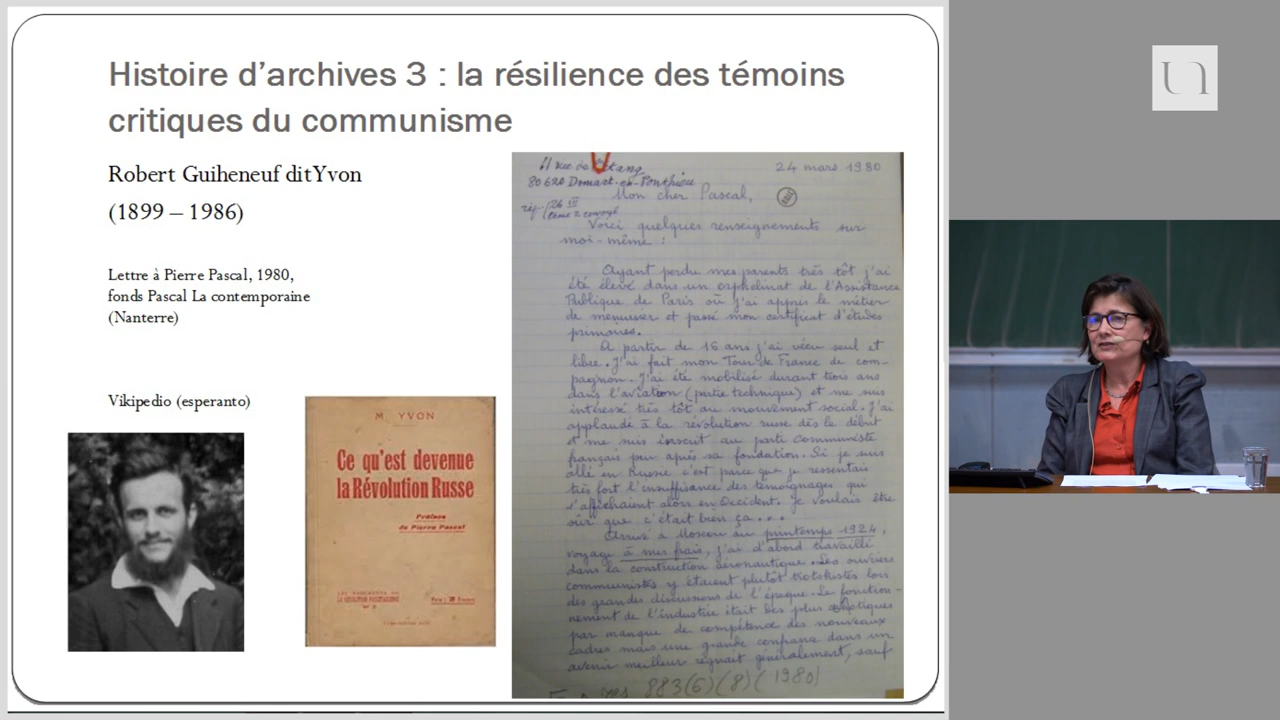 Histoire d'archives 3 : la résilience des témoins
critiques du communisme
Robert Guiheneuf ditYvon
(1899 – 1986)
Lettre à Pierre Pascal, 1980,
fonds Pascal La contemporaine
(Nanterre)
Vikipedio (esperanto)
M. YVON
Ce qu'est devenue
la Révolution Russe
Préface
de Pierre Pascal
LA RÉVOLUTION PROLÉTARIENNE
24 mars 1980
80620 Domart-en-Ponthieu
Mon cher Pascal,
Voici quelques renseignements sur
moi-même :
Ayant perdu mes parents très tôt j'ai
été élevé dans un orphelinat de l'Assistance
Publique de Paris où j'ai appris le métier
de menuisier et passé mon certificat d'études
primaires.
A partir de 16 ans j'ai vécu seul et
libre. J'ai fait mon Tour de France de com-
pagnon. J'ai été mobilisé durant trois ans
dans l'aviation (partie technique) et me suis
intéressé très tôt au mouvement social. J'ai
applaudi à la révolution russe dès le début
et me suis inscrit au parti communiste
français peu après sa fondation. Si je suis
allé en Russie c'est parce que je ressentais
très fort l'insuffisance des témoignages qui
s'affichaient alors en Occident. Je voulais être
sûr que c'était bien ça...
Arrivé à Moscou au printemps 1924,
voyage à mes frais, j'ai d'abord travaillé
dans la construction aéronautique. Les ouvriers
communistes y étaient plutôt trotskistes lors
des grandes discussions de l'époque. Le fonction-
nement de l'industrie était des plus chaotiques
par manque de compétence des nouveaux
cadres mais une grande confiance dans un
avenir meilleur régnait généralement, sauf
883(6)(8)(1980)